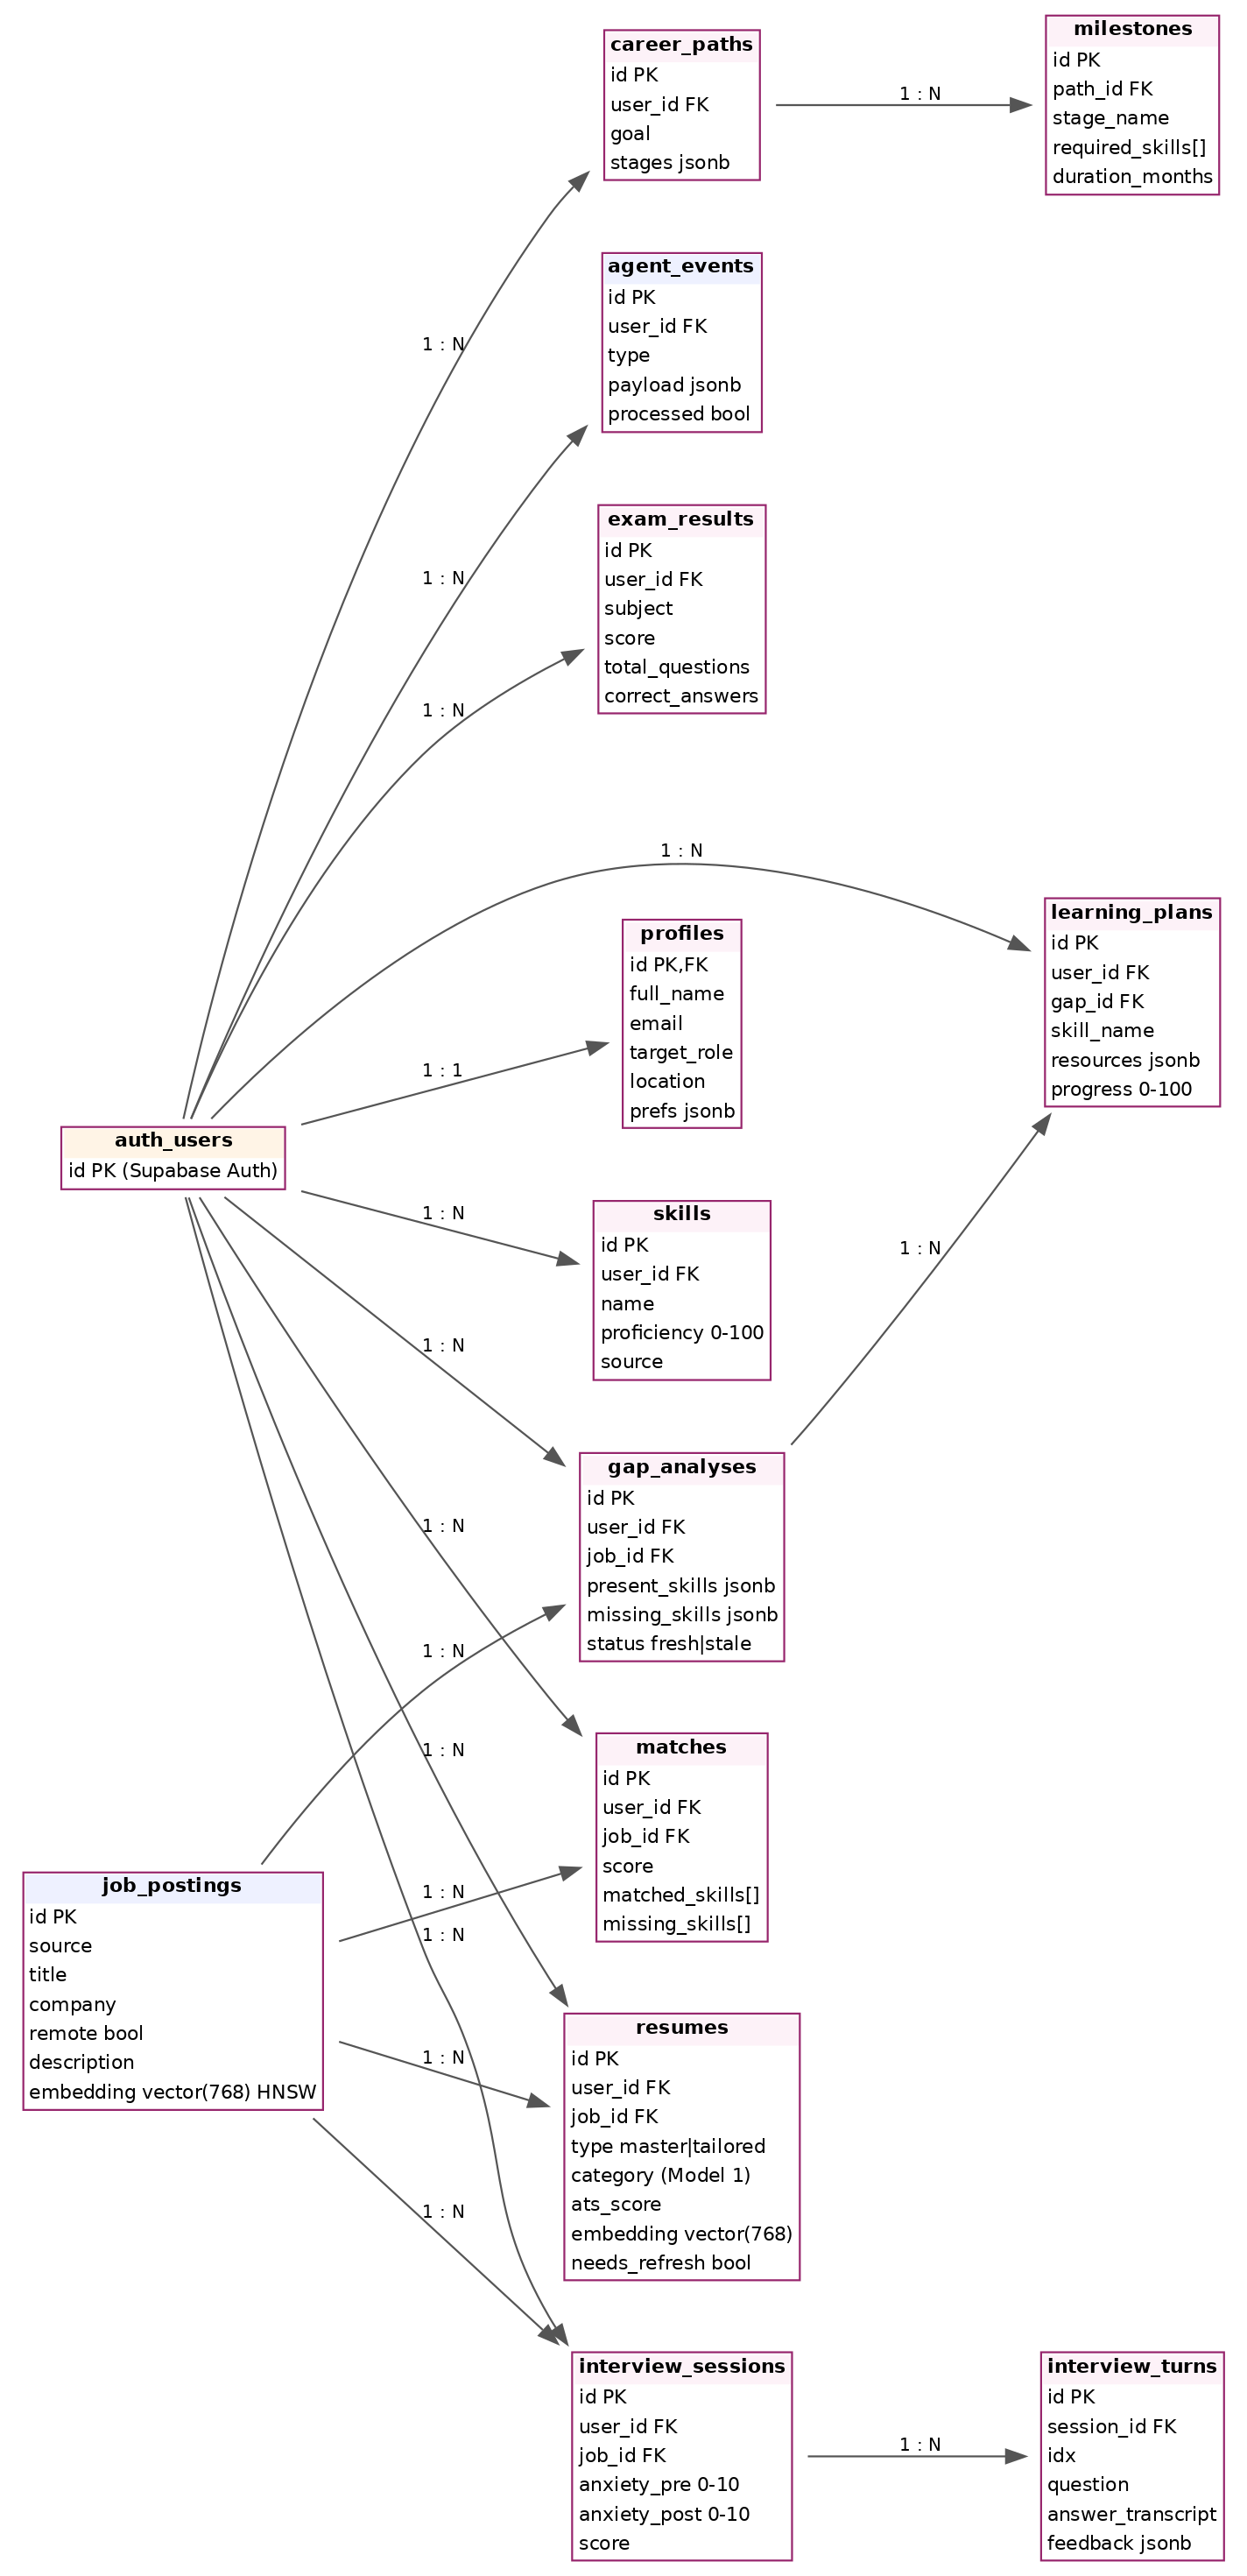 career_paths
id PK
user_id FK
goal
stages jsonb
1 : N
milestones
id PK
path_id FK
stage_name
required_skills[]
duration_months
1 : N
agent_events
id PK
user_id FK
type
payload jsonb
processed bool
1 : N
exam_results
id PK
user_id FK
subject
score
total_questions
correct_answers
1 : N
1 : N
learning_plans
id PK
user_id FK
gap_id FK
skill_name
resources jsonb
progress 0-100
profiles
id PK,FK
full_name
email
target_role
location
prefs jsonb
1 : 1
auth_users
id PK (Supabase Auth)
1 : N
skills
id PK
user_id FK
name
proficiency 0-100
source
1 : N
1 : N
gap_analyses
id PK
user_id FK
job_id FK
present_skills jsonb
missing_skills jsonb
status fresh|stale
1 : N
1 : N
matches
id PK
user_id FK
job_id FK
score
matched_skills[]
missing_skills[]
1 : N
job_postings
id PK
source
title
company
remote bool
description
embedding vector(768) HNSW
1 : N
1 : N
1 : N
resumes
id PK
user_id FK
job_id FK
type master|tailored
category (Model 1)
ats_score
embedding vector(768)
needs_refresh bool
1 : N
interview_sessions
id PK
user_id FK
job_id FK
anxiety_pre 0-10
anxiety_post 0-10
score
1 : N
interview_turns
id PK
session_id FK
idx
question
answer_transcript
feedback jsonb